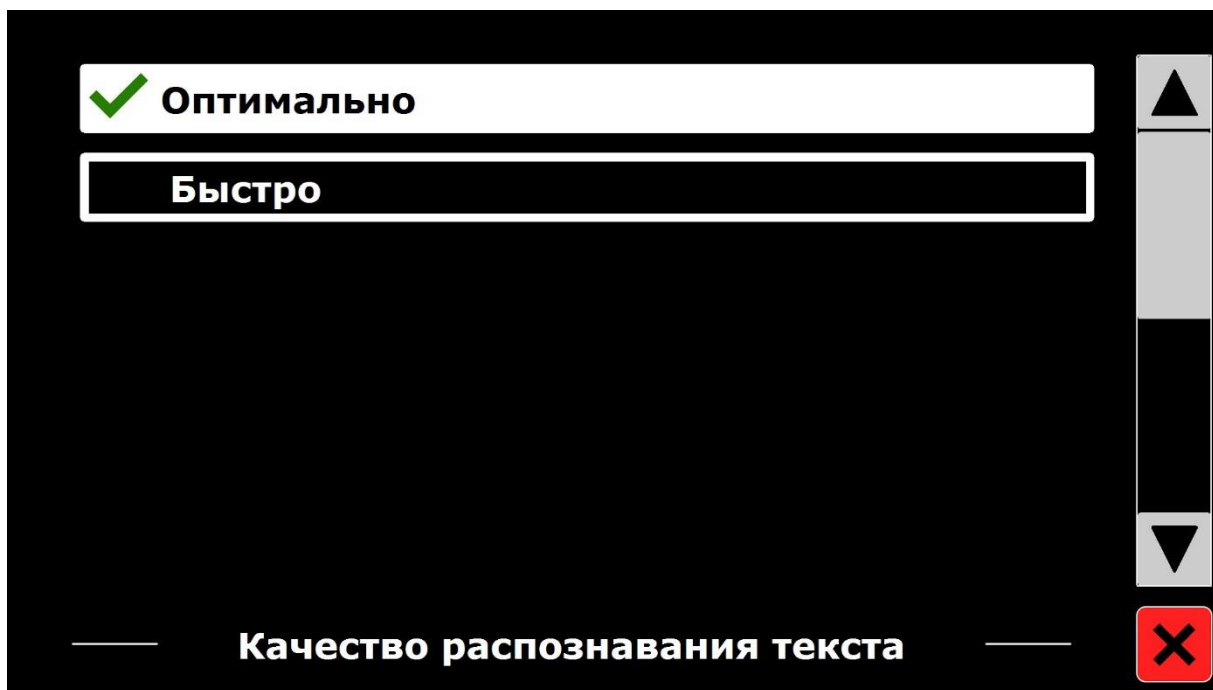 Оптимально
Быстро
Качество распознавания текста